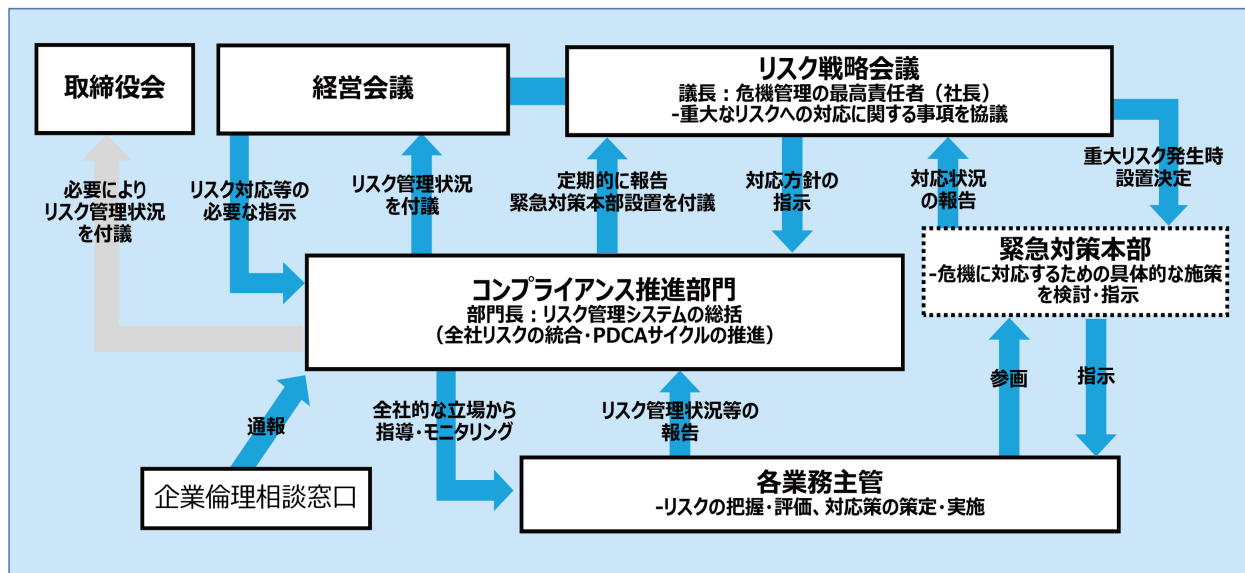 取締役会
経営会議
リスク戦略会議
議長：危機管理の最高責任者（社長）
-重大なリスクへの対応に関する事項を協議
必要により
リスク管理状況
を付議
リスク対応等の
必要な指示
リスク管理状況
を付議
定期的に報告
緊急対策本部設置を付議
対応方針の
指示
対応状況
の報告
重大リスク発生時
設置決定
緊急対策本部
-危機に対応するための具体的な施策
を検討・指示
コンプライアンス推進部門
部門長：リスク管理システムの総括
（全社リスクの統合・PDCAサイクルの推進）
通報
全社的な立場から
指導・モニタリング
リスク管理状況等の
報告
参画
指示
企業倫理相談窓口
各業務主管
-リスクの把握・評価、対応策の策定・実施